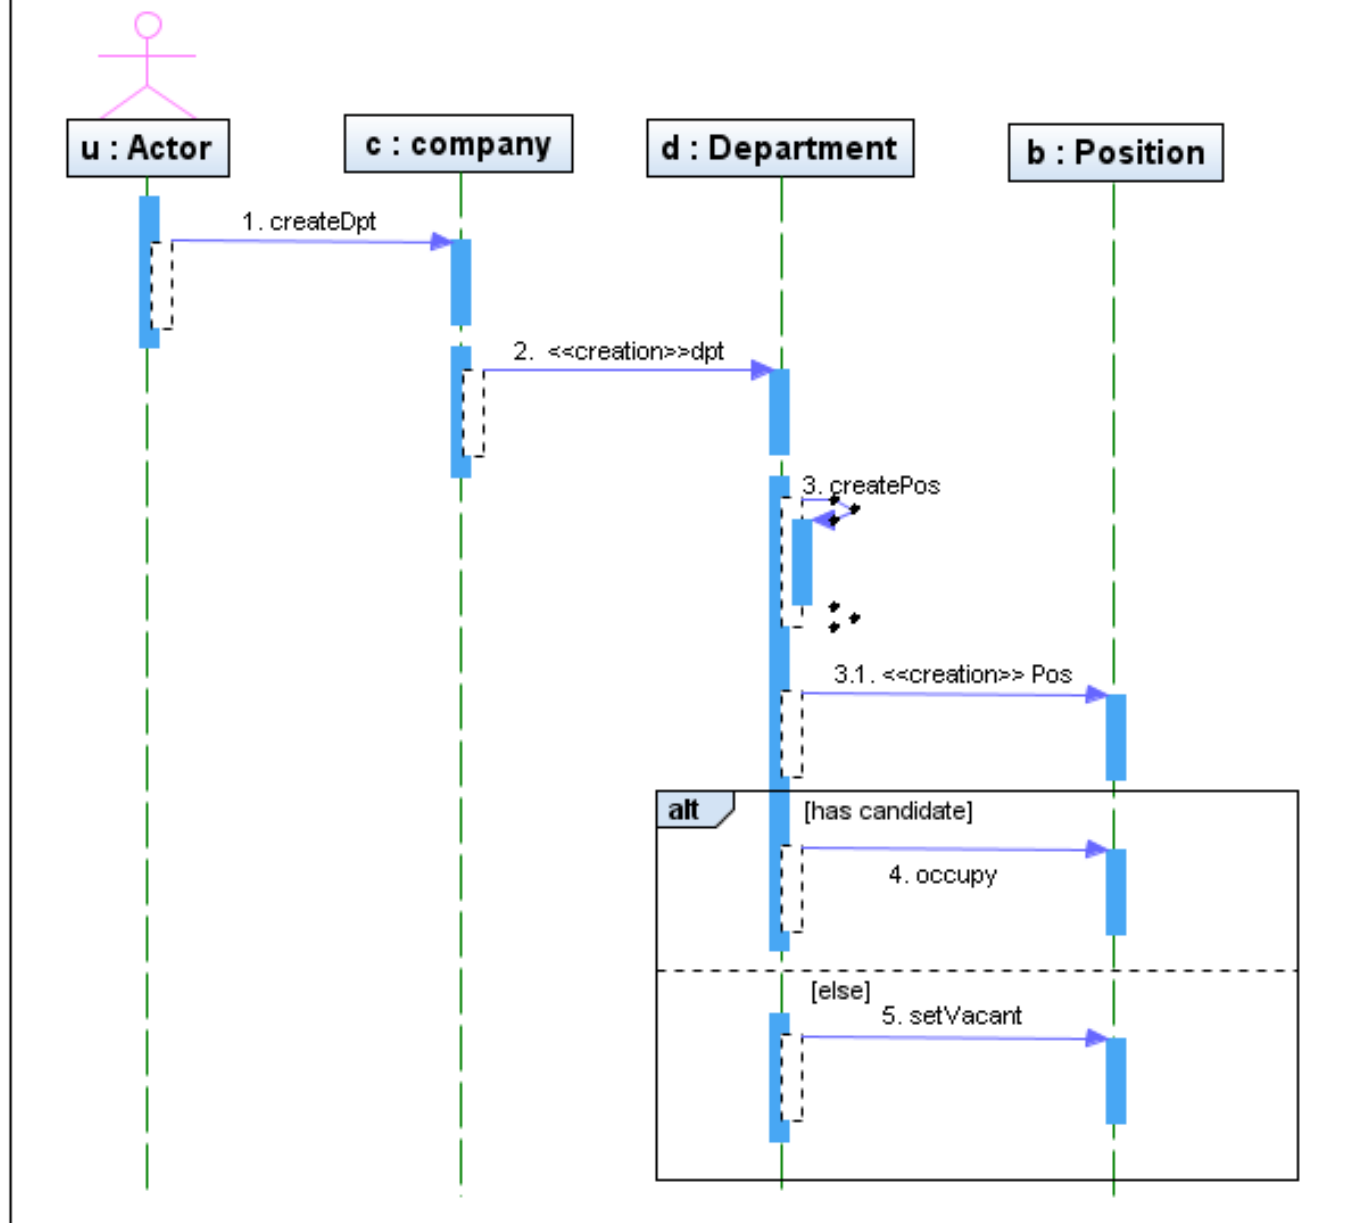 u : Actor
c : company
d : Department
b : Position
1. createDpt
2. <<creation>>dpt
3. createPos
3.1. <<creation>> Pos
alt
[has candidate]
4. occupy
[else]
5. setVacant